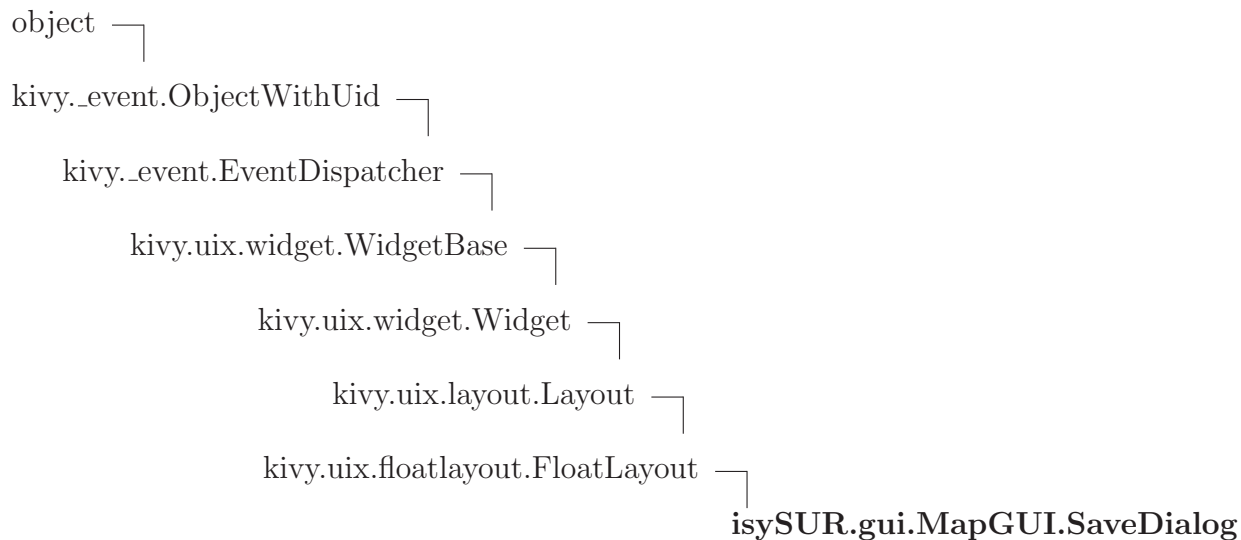 object
kivy._event.ObjectWithUid
kivy._event.EventDispatcher
kivy.uix.widget.WidgetBase
kivy.uix.widget.Widget
kivy.uix.layout.Layout
kivy.uix.floatlayout.FloatLayout
isySUR.gui.MapGUI.SaveDialog